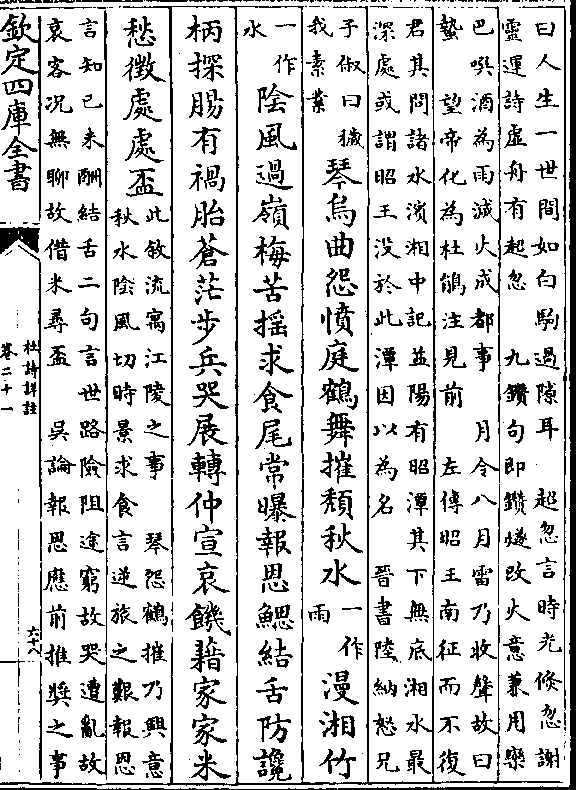 曰人生一世間如白駒過隙耳　超忽言時光倏忽謝
靈運詩虛舟有超忽　九鑽句即鑽燧改火意兼用欒
巴噀酒為雨滅火成都事　月令八月雷乃收聲故曰
蟄　望帝化為杜鵑注見前　左傳昭王南征而不復
君其問諸水濱湘中記益陽有昭潭其下無底湘水最
深處或謂昭王没於此潭因以為名　晉書陸納怒兄
子俶曰穢
我素業
琴烏曲怨憤庭鶴舞摧頽秋水
一作
雨
漫湘竹
一作
水
陰風過嶺梅苦摇求食尾常曝報恩鰓結舌防讒
柄探腸有禍胎蒼茫步兵哭展轉仲宣哀饑藉家家米
愁徵處處盃
此敘流寓江陵之事　琴怨鶴摧乃興意
秋水陰風切時景求食言逆旅之艱報恩
言知己未酬結舌二句言世路險阻途窮故哭遭亂故
哀客况無聊故借米尋盃　吳論報恩應前推奬之事
欽定四庫全書
杜詩詳註
卷二十一
六十八